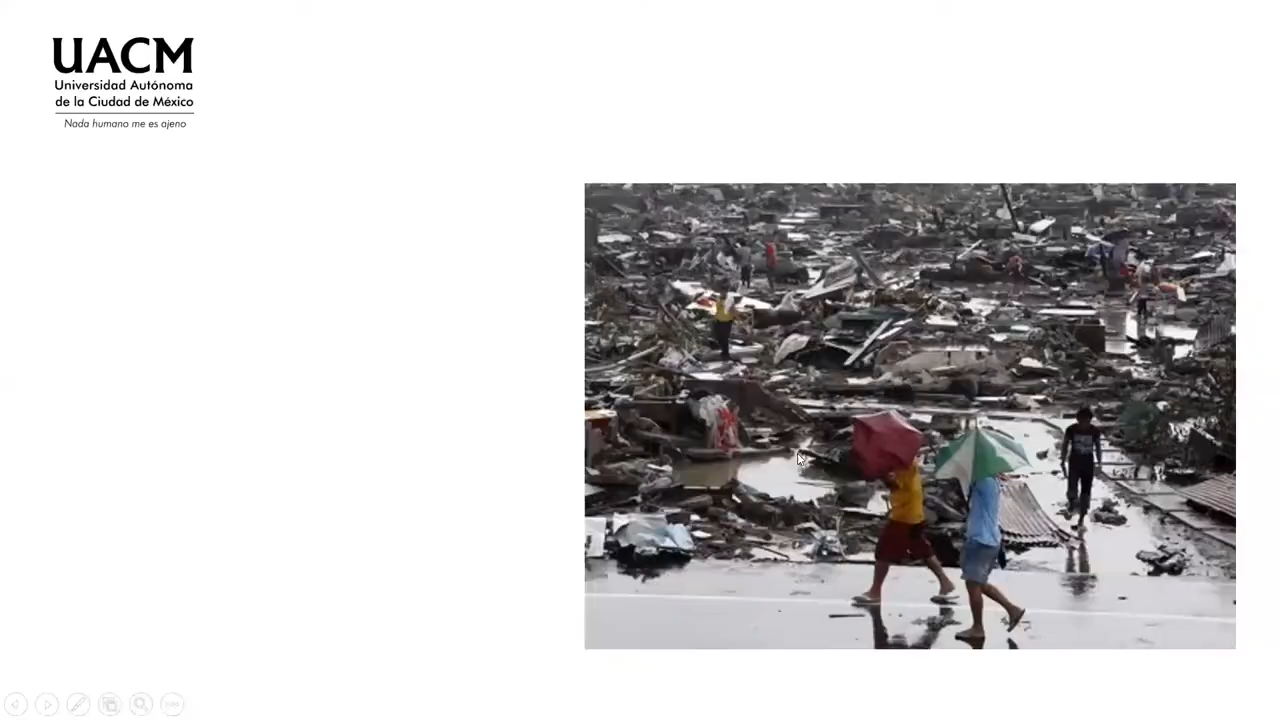 UACM
Universidad Autónoma
de la Ciudad de México
Nada humano me es ajeno